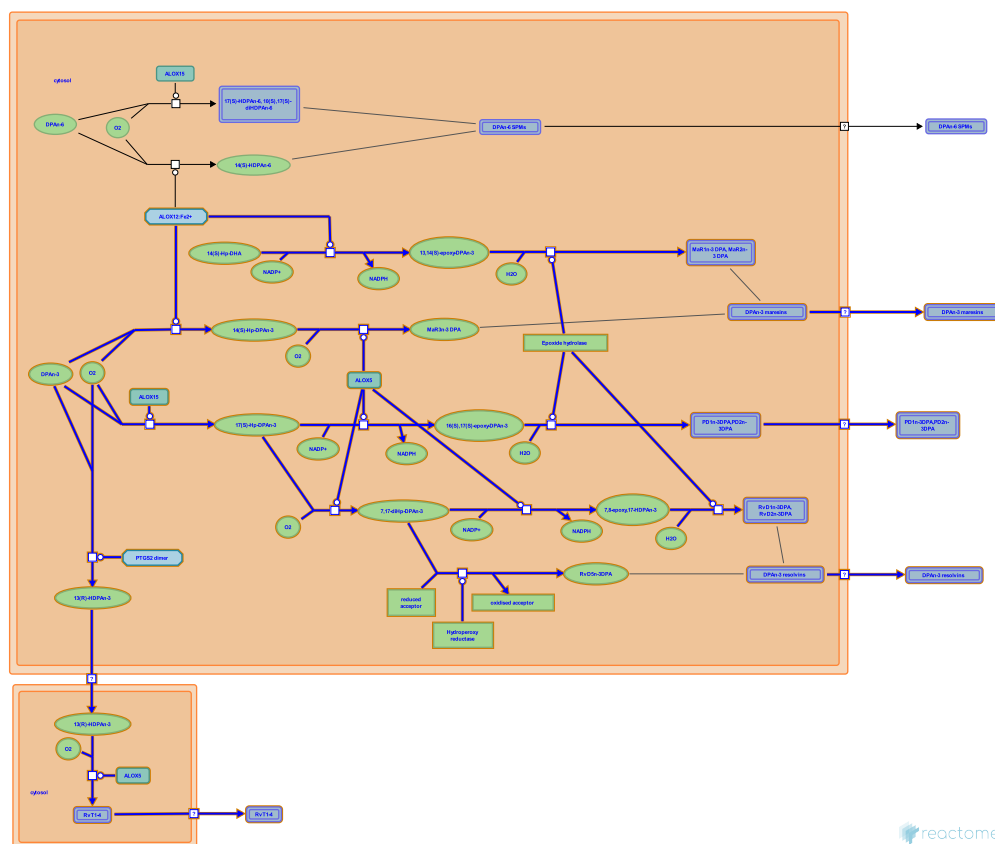 ALOX15
cytosol
17(S)-HDPAn-6, 16(S),17(S)-
diHDPAn-6
DPAn-6
O2
DPAn-6 SPMs
DPAn-6 SPMs
14(S)-HDPAn-6
ALOX12:Fe2+
14(S)-Hp-DHA
NADP+
NADPH
13,14(S)-epoxyDPAn-3
H2O
MaR1n-3 DPA, MaR2n-
3 DPA
DPAn-3 maresins
DPAn-3 maresins
14(S)-Hp-DPAn-3
O2
MaR3n-3 DPA
Epoxide hydrolase
DPAn-3
O2
ALOX5
ALOX15
17(S)-Hp-DPAn-3
NADP+
NADPH
16(S),17(S)-epoxyDPAn-3
H2O
PD1n-3DPA,PD2n-
3DPA
PD1n-3DPA,PD2n-
3DPA
O2
7,17-diHp-DPAn-3
NADP+
NADPH
7,8-epoxy,17-HDPAn-3
H2O
RvD1n-3DPA,
RvD2n-3DPA
PTGS2 dimer
RvD5n-3DPA
DPAn-3 resolvins
DPAn-3 resolvins
13(R)-HDPAn-3
reduced
acceptor
oxidised acceptor
Hydroperoxy
reductase
13(R)-HDPAn-3
O2
ALOX5
cytosol
RvT1-4
RvT1-4
reactome